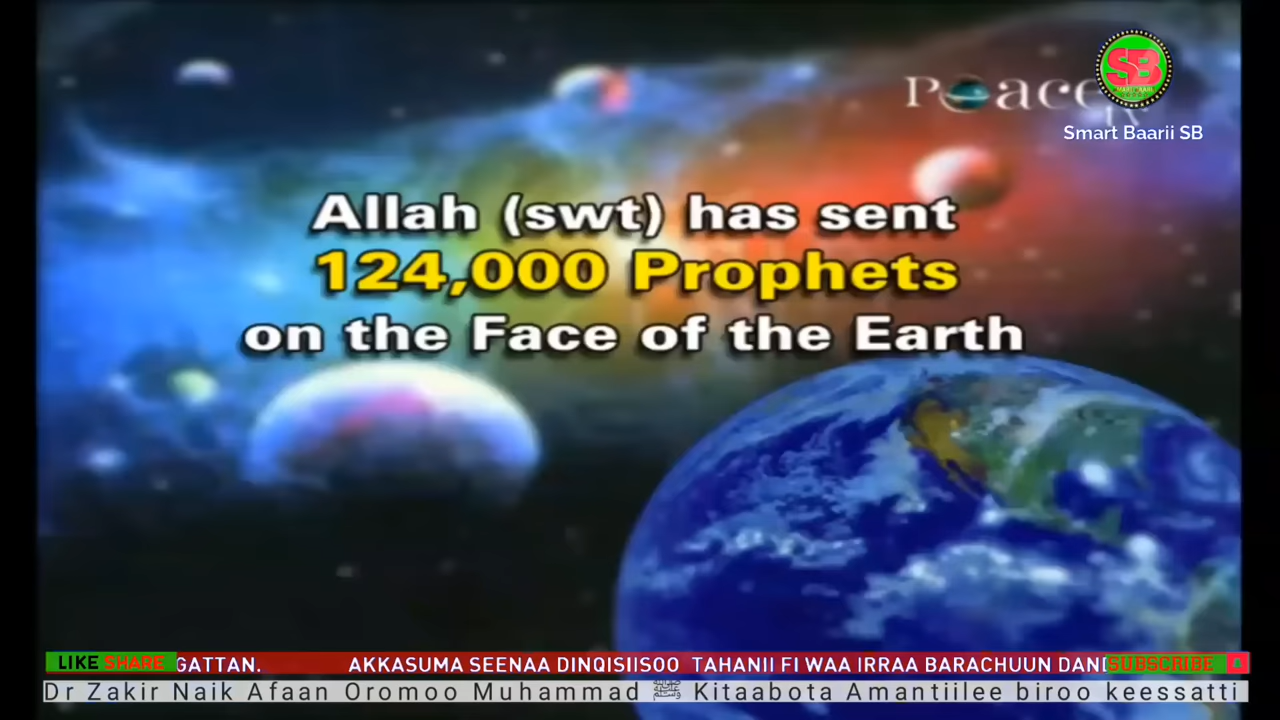 Peace
TV
SB
Smart Baarii SB
Allah (swt) has sent
124,000 Prophets
on the Face of the Earth
LIKE SHARE
GATTAN. AKKASUMA SEENAA DINQISIISOO TAHANII FI WAA IRRAA BARACHUUN DAND
SUBSCRIBE
Dr Zakir Naik Afaan Oromoo Muhammad ﷺ Kitaabota Amantiilee biroo keessatti